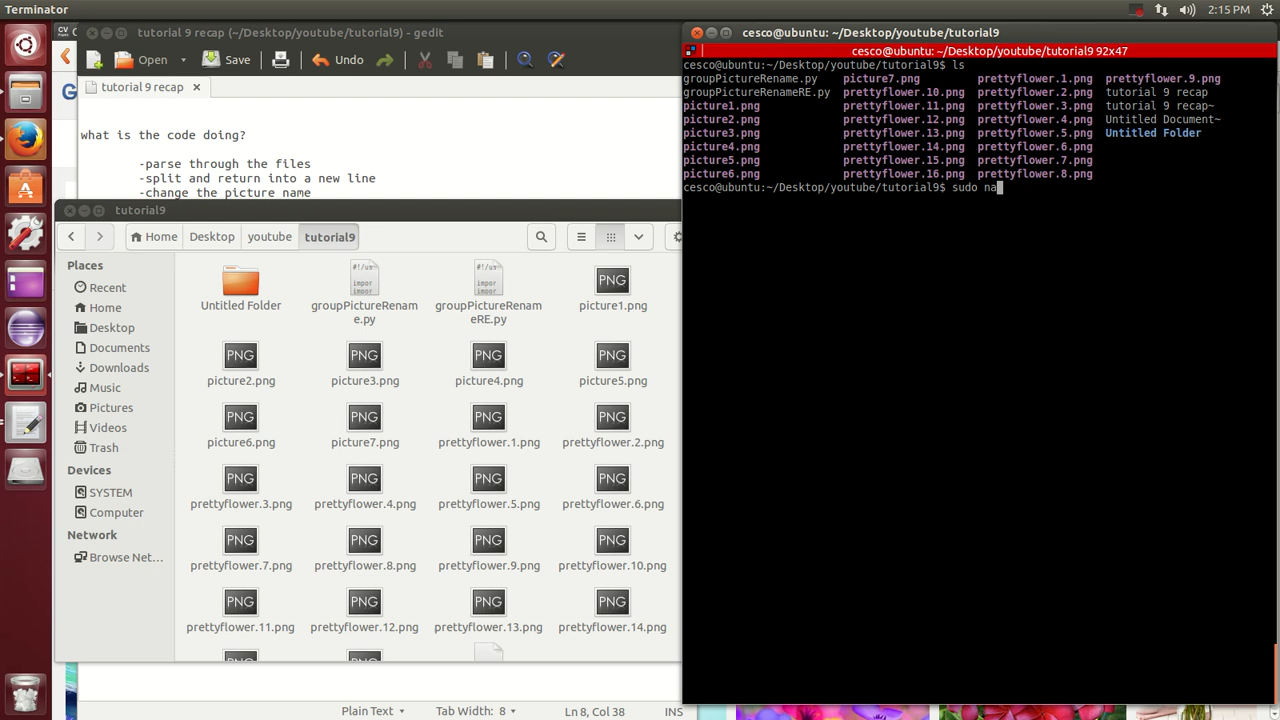 Terminator
2:15 PM
tutorial 9 recap (~/Desktop/youtube/tutorial9) - gedit
Open
Save
Undo
tutorial 9 recap
what is the code doing?
-parse through the files
-split and return into a new line
-change the picture name
tutorial9
Home
Desktop
youtube
tutorial9
Places
Recent
Home
Desktop
Documents
Downloads
Music
Pictures
Videos
Trash
Devices
SYSTEM
Computer
Network
Browse Net...
Untitled Folder
groupPictureRenam
e.py
groupPictureRenam
eRE.py
picture1.png
picture2.png
picture3.png
picture4.png
picture5.png
picture6.png
picture7.png
prettyflower.1.png
prettyflower.2.png
prettyflower.3.png
prettyflower.4.png
prettyflower.5.png
prettyflower.6.png
prettyflower.7.png
prettyflower.8.png
prettyflower.9.png
prettyflower.10.png
prettyflower.11.png
prettyflower.12.png
prettyflower.13.png
prettyflower.14.png
Plain Text
Tab Width: 8
Ln 8, Col 38
INS
cesco@ubuntu: ~/Desktop/youtube/tutorial9
cesco@ubuntu: ~/Desktop/youtube/tutorial9 92x47
cesco@ubuntu:~/Desktop/youtube/tutorial9$ ls
groupPictureRename.py picture7.png prettyflower.1.png prettyflower.9.png
groupPictureRenameRE.py prettyflower.10.png prettyflower.2.png tutorial 9 recap
picture1.png prettyflower.11.png prettyflower.3.png tutorial 9 recap~
picture2.png prettyflower.12.png prettyflower.4.png Untitled Document~
picture3.png prettyflower.13.png prettyflower.5.png Untitled Folder
picture4.png prettyflower.14.png prettyflower.6.png
picture5.png prettyflower.15.png prettyflower.7.png
picture6.png prettyflower.16.png prettyflower.8.png
cesco@ubuntu:~/Desktop/youtube/tutorial9$ sudo na